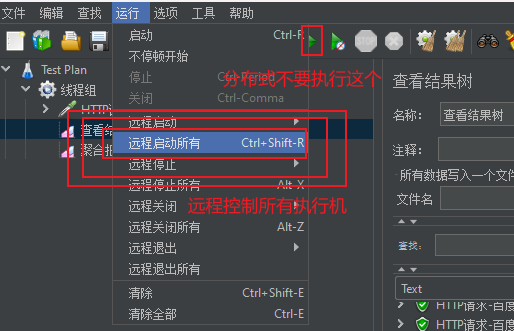 文件 编辑 查找 运行 选项 工具 帮助
启动 Ctrl-R
不停顿开始
停止 Ctrl-Period
关闭 Ctrl-Comma
远程启动
远程启动所有 Ctrl+Shift-R
远程停止
远程停止所有 Alt-X
远程关闭
远程关闭所有 Alt-Z
远程退出
远程退出所有
清除 Ctrl+Shift-E
清除全部 Ctrl-E
Test Plan
线程组
HTTP
查看结
聚合报
STOP
分布式不要执行这个
远程控制所有执行机
查看结果树
名称: 查看结果树
注释:
所有数据写入一个文件
文件名
查找:
Text
HTTP请求-百度
HTTP请求-百度